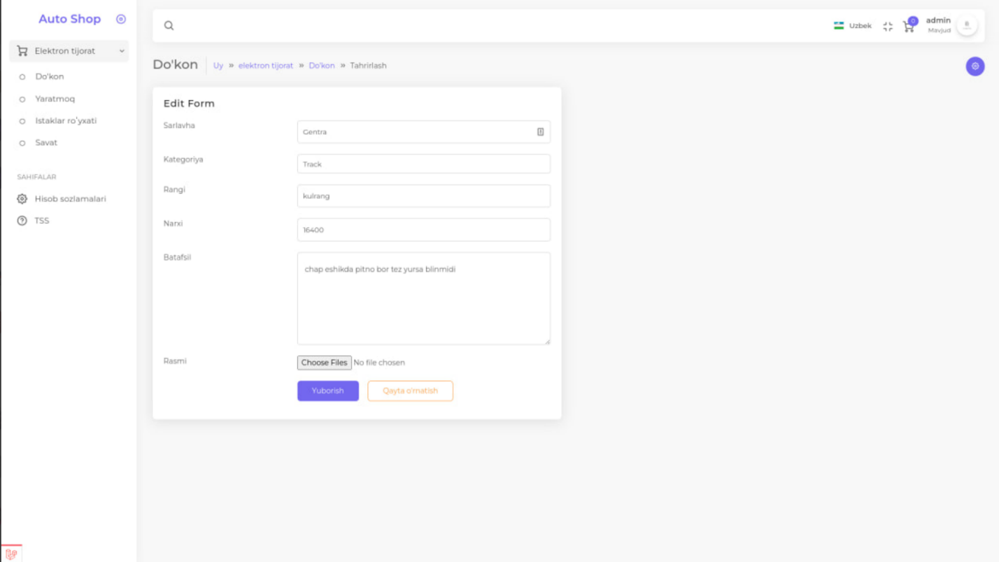 Auto Shop
Elektron tijorat
Do'kon
Yaratmoq
Istaklar ro'yxati
Savat
SAHIFALAR
Hisob sozlamalari
TSS
Uzbek
0
admin
Mavjud
Do'kon
Uy » elektron tijorat » Do'kon » Tahrirlash
Edit Form
Sarlavha
Gentra
Kategoriya
Track
Rangi
kulrang
Narxi
16400
Batafsil
chap eshikda pitno bor tez yursa blinmidi
Rasmi
Choose Files No file chosen
Yuborish
Qayta o'rnatish